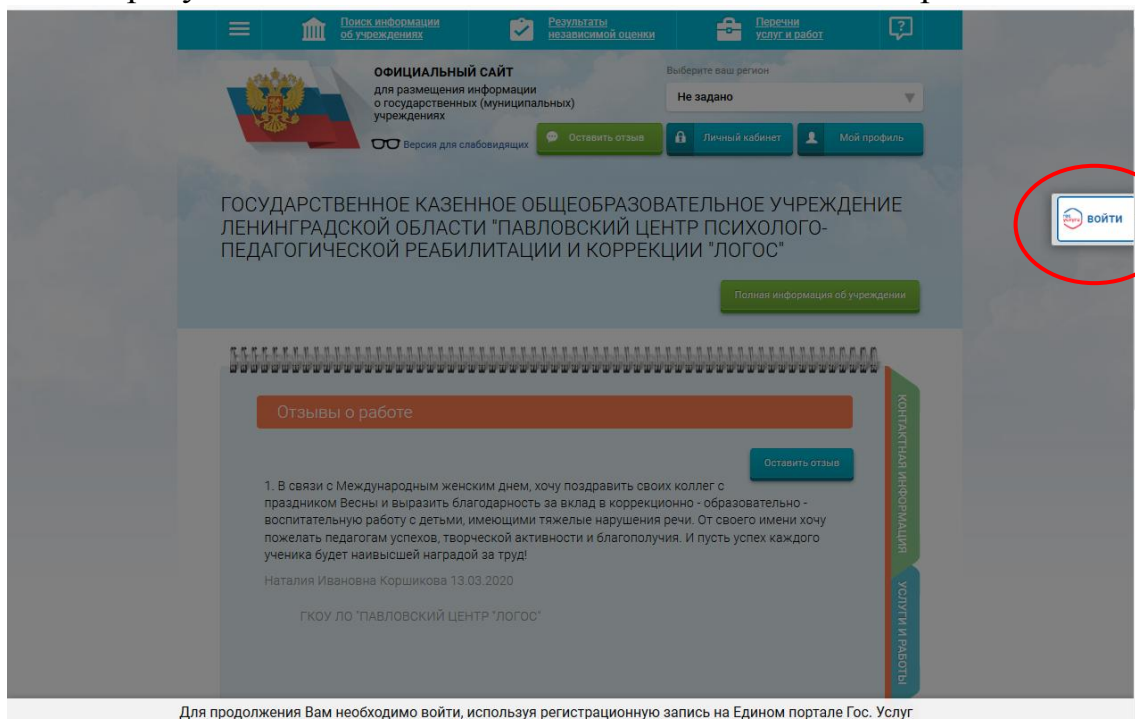 Поиск информации
об учреждениях
Результаты
независимой оценки
Перечни
услуг и работ
?
ОФИЦИАЛЬНЫЙ САЙТ
для размещения информации
о государственных (муниципальных)
учреждениях
Версия для слабовидящих
Выберите ваш регион
Не задано
Оставить отзыв
Личный кабинет
Мой профиль
ГОСУДАРСТВЕННОЕ КАЗЕННОЕ ОБЩЕОБРАЗОВАТЕЛЬНОЕ УЧРЕЖДЕНИЕ
ЛЕНИНГРАДСКОЙ ОБЛАСТИ "ПАВЛОВСКИЙ ЦЕНТР ПСИХОЛОГО-
ПЕДАГОГИЧЕСКОЙ РЕАБИЛИТАЦИИ И КОРРЕКЦИИ "ЛОГОС"
войти
Полная информация об учреждении
Отзывы о работе
Оставить отзыв
1. В связи с Международным женским днем, хочу поздравить своих коллег с
праздником Весны и выразить благодарность за вклад в коррекционно - образовательно -
воспитательную работу с детьми, имеющими тяжелые нарушения речи. От своего имени хочу
пожелать педагогам успехов, творческой активности и благополучия. И пусть успех каждого
ученика будет наивысшей наградой за труд!
Наталия Ивановна Коршикова 13.03.2020
ГКОУ ЛО "ПАВЛОВСКИЙ ЦЕНТР "ЛОГОС"
КОНТАКТНАЯ ИНФОРМАЦИЯ
УСЛУГИ И РАБОТЫ
Для продолжения Вам необходимо войти, используя регистрационную запись на Едином портале Гос. Услуг